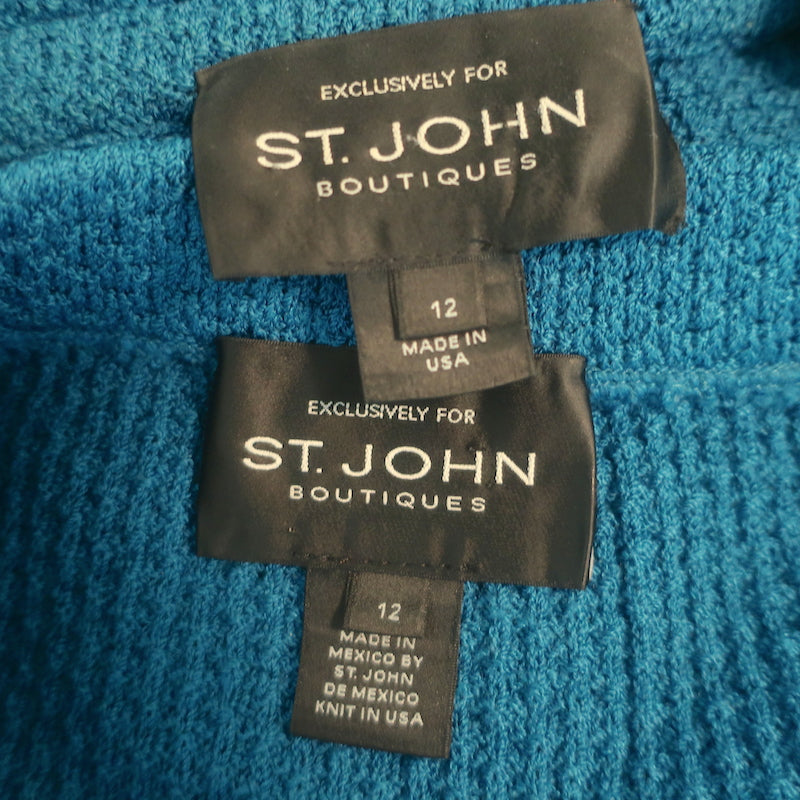 EXCLUSIVELY FOR
ST. JOHN
BOUTIQUES
12
MADE IN
USA
EXCLUSIVELY FOR
ST. JOHN
BOUTIQUES
12
MADE IN
MEXICO BY
ST. JOHN
DE MEXICO
KNIT IN USA